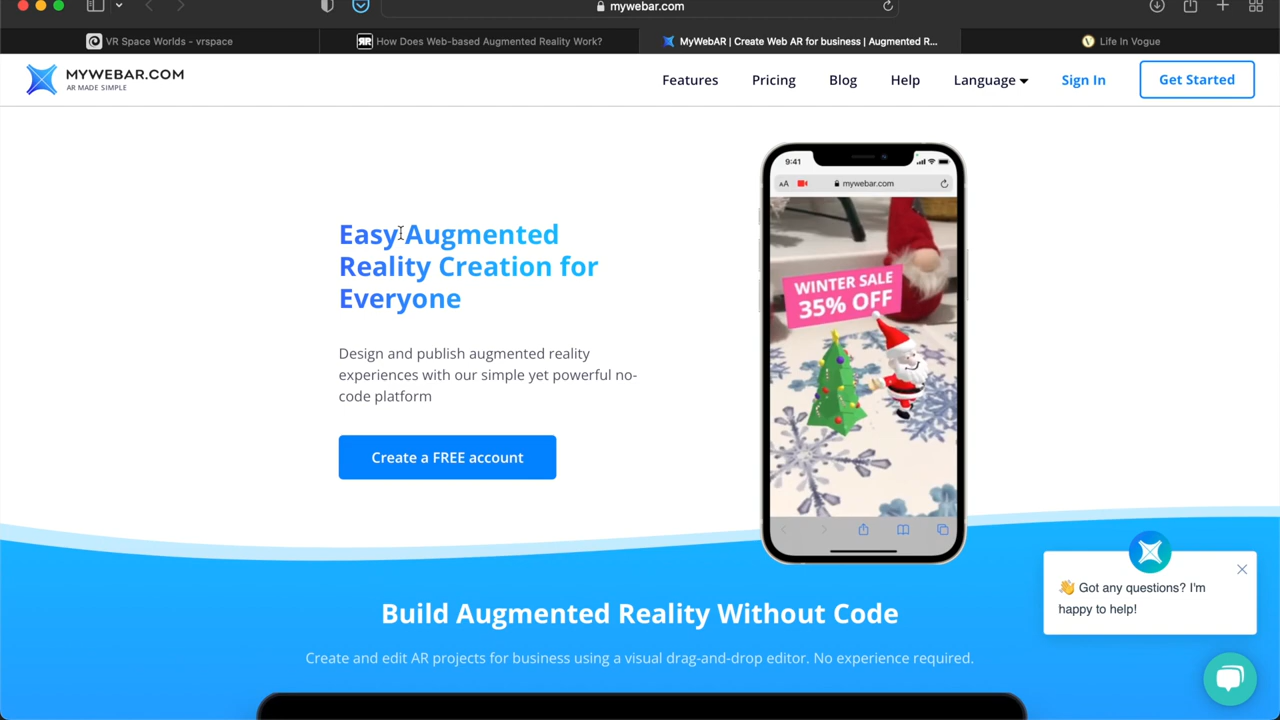 mywebar.com
VR Space Worlds - vrspace
How Does Web-based Augmented Reality Work?
MyWebAR | Create Web AR for business | Augmented R...
Life In Vogue
MYWEBAR.COM
AR MADE SIMPLE
Features
Pricing
Blog
Help
Language
Sign In
Get Started
9:41
AA
mywebar.com
WINTER SALE
35% OFF
Easy Augmented
Reality Creation for
Everyone
Design and publish augmented reality
experiences with our simple yet powerful no-
code platform
Create a FREE account
👋 Got any questions? I'm
happy to help!
Build Augmented Reality Without Code
Create and edit AR projects for business using a visual drag-and-drop editor. No experience required.